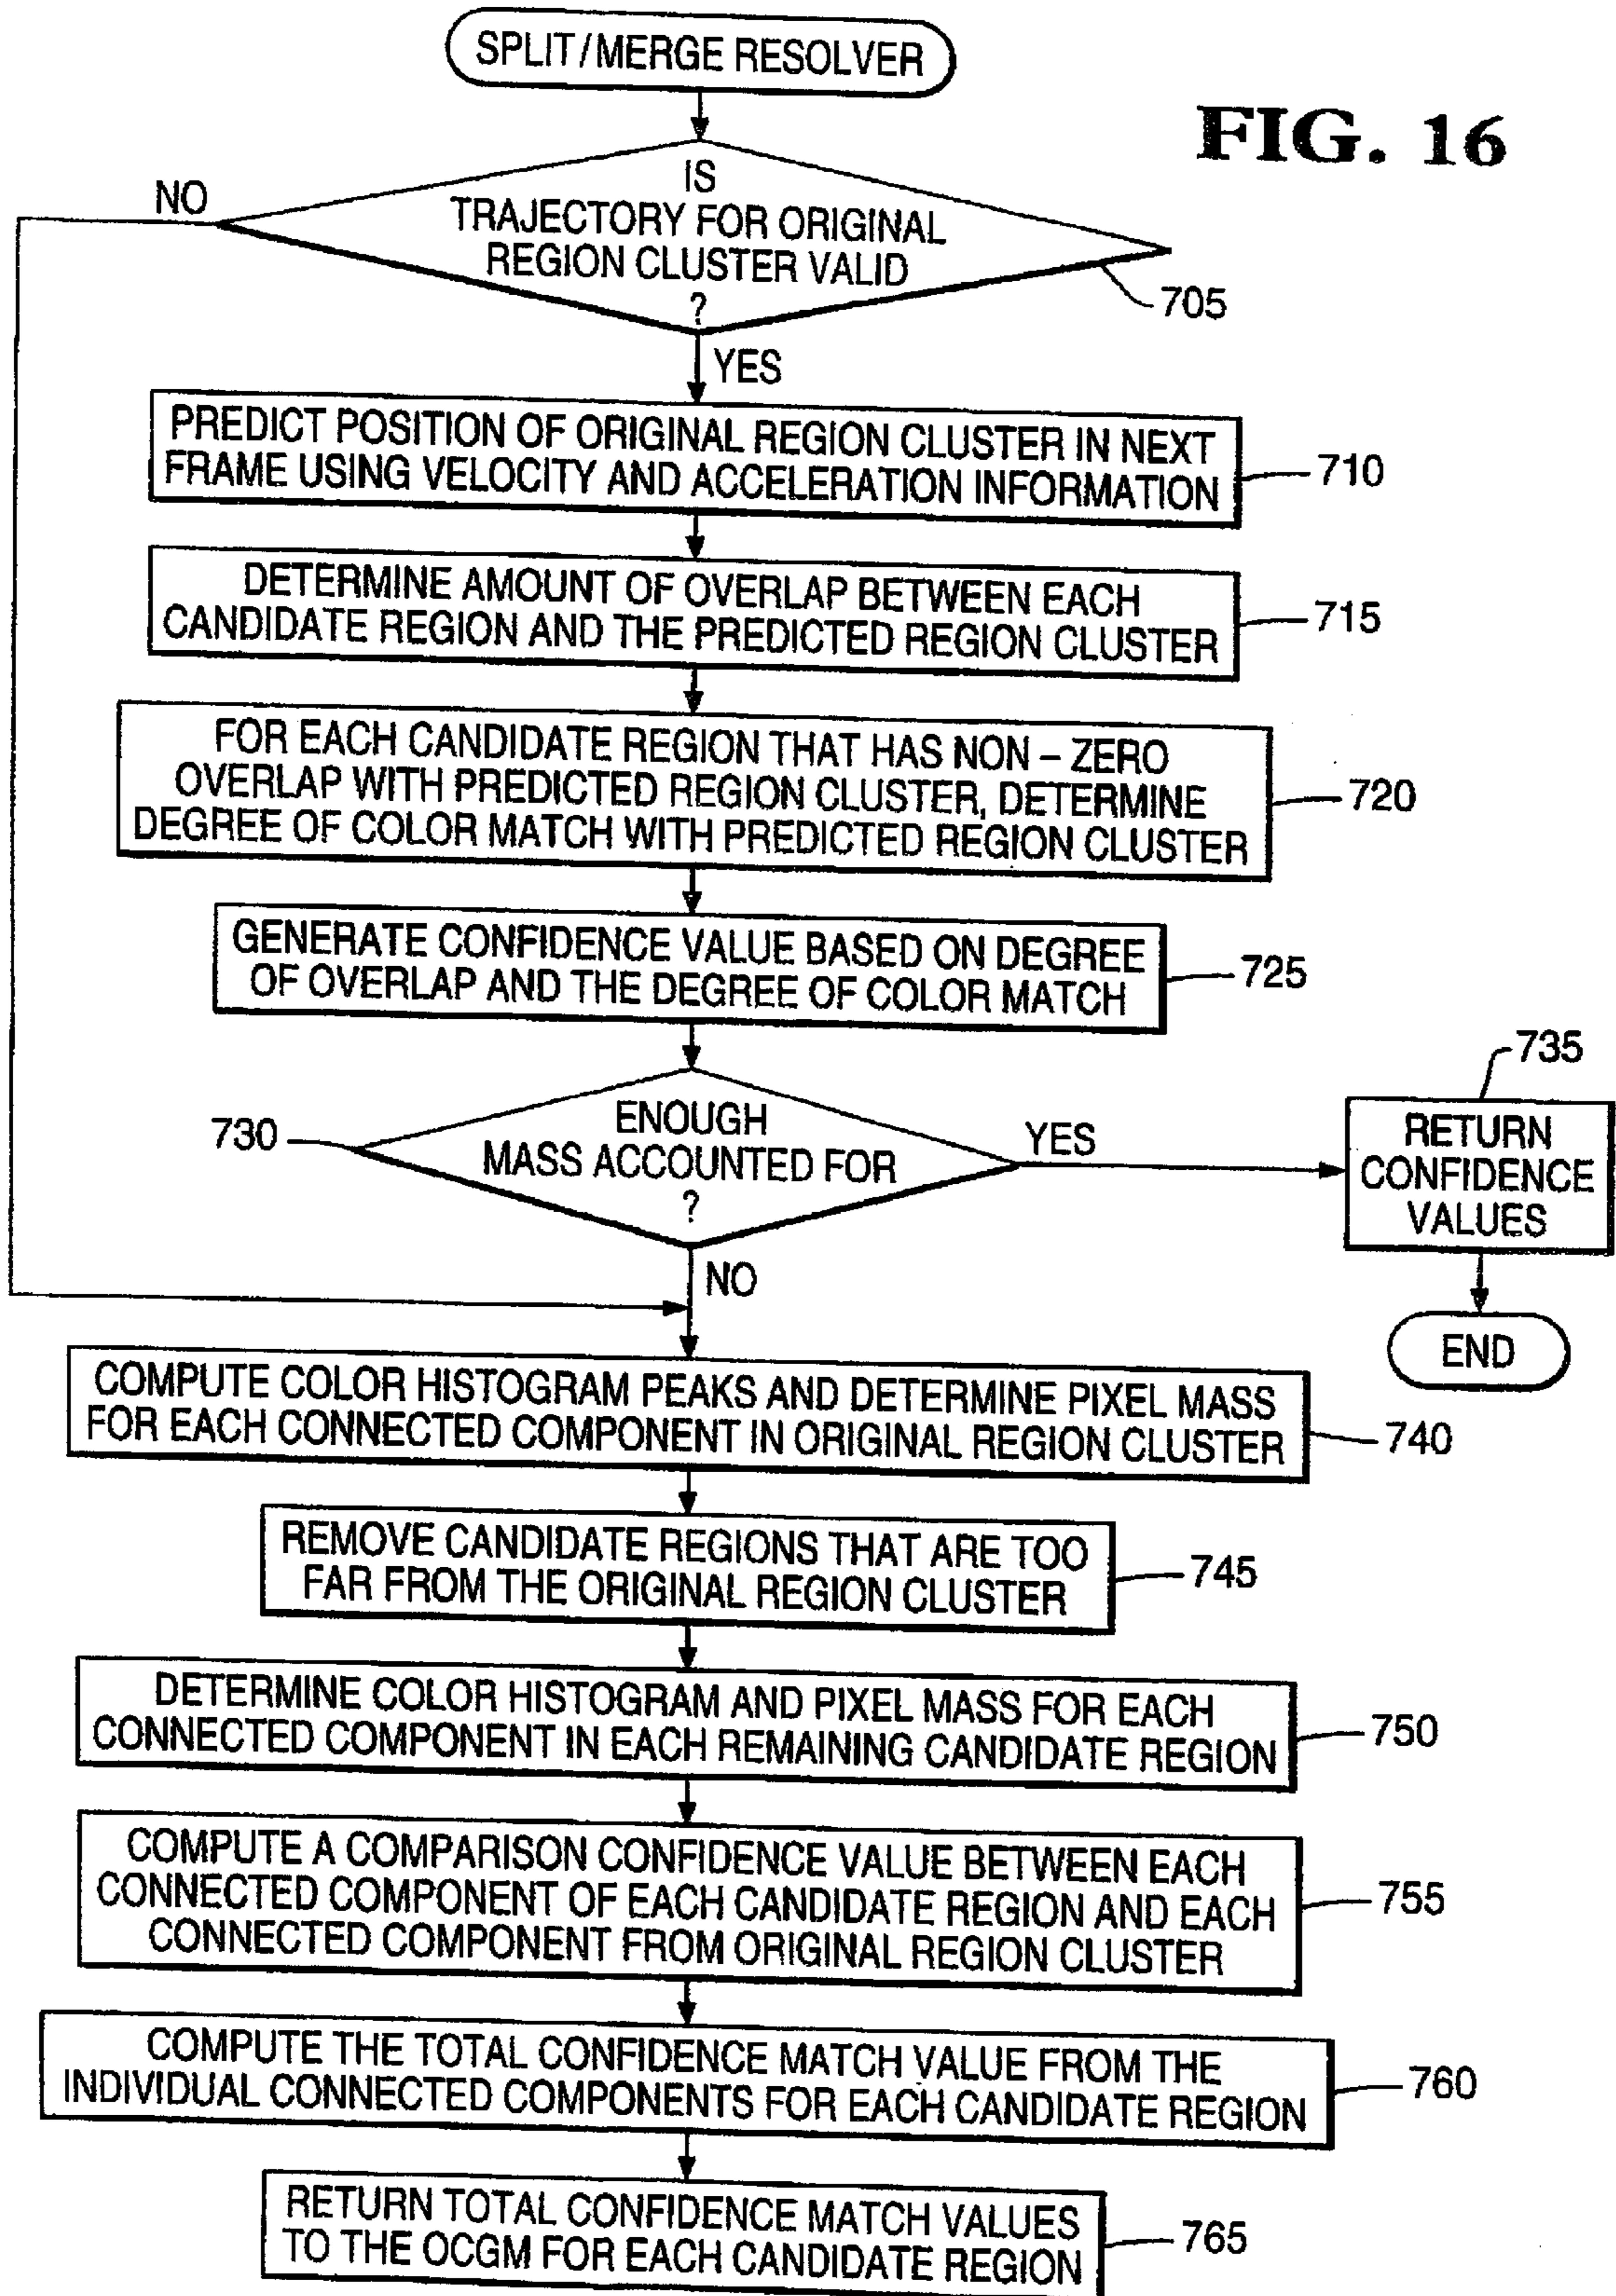 SPLIT/MERGE RESOLVER
FIG. 16
NO
IS
TRAJECTORY FOR ORIGINAL
REGION CLUSTER VALID
?
705
YES
PREDICT POSITION OF ORIGINAL REGION CLUSTER IN NEXT
FRAME USING VELOCITY AND ACCELERATION INFORMATION
710
DETERMINE AMOUNT OF OVERLAP BETWEEN EACH
CANDIDATE REGION AND THE PREDICTED REGION CLUSTER
715
FOR EACH CANDIDATE REGION THAT HAS NON – ZERO
OVERLAP WITH PREDICTED REGION CLUSTER, DETERMINE
DEGREE OF COLOR MATCH WITH PREDICTED REGION CLUSTER
720
GENERATE CONFIDENCE VALUE BASED ON DEGREE
OF OVERLAP AND THE DEGREE OF COLOR MATCH
725
730
ENOUGH
MASS ACCOUNTED FOR
?
YES
735
RETURN
CONFIDENCE
VALUES
NO
END
COMPUTE COLOR HISTOGRAM PEAKS AND DETERMINE PIXEL MASS
FOR EACH CONNECTED COMPONENT IN ORIGINAL REGION CLUSTER
740
REMOVE CANDIDATE REGIONS THAT ARE TOO
FAR FROM THE ORIGINAL REGION CLUSTER
745
DETERMINE COLOR HISTOGRAM AND PIXEL MASS FOR EACH
CONNECTED COMPONENT IN EACH REMAINING CANDIDATE REGION
750
COMPUTE A COMPARISON CONFIDENCE VALUE BETWEEN EACH
CONNECTED COMPONENT OF EACH CANDIDATE REGION AND EACH
CONNECTED COMPONENT FROM ORIGINAL REGION CLUSTER
755
COMPUTE THE TOTAL CONFIDENCE MATCH VALUE FROM THE
INDIVIDUAL CONNECTED COMPONENTS FOR EACH CANDIDATE REGION
760
RETURN TOTAL CONFIDENCE MATCH VALUES
TO THE OCGM FOR EACH CANDIDATE REGION
765